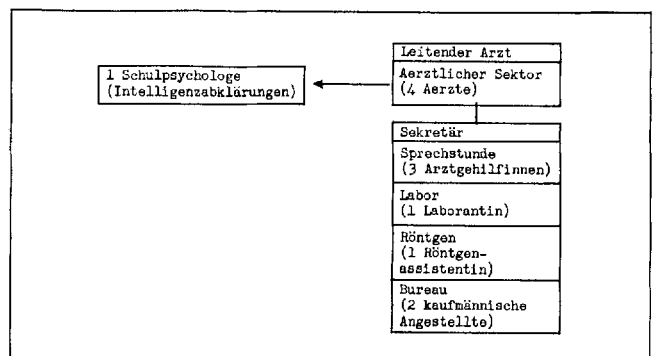 Leitender Arzt
1 Schulpsychologe
(Intelligenzabklärungen)
Aerztlicher Sektor
(4 Aerzte)
Sekretär
Sprechstunde
(3 Arztgehilfinnen)
Labor
(1 Laborantin)
Röntgen
(1 Röntgen-
assistentin)
Bureau
(2 kaufmännische
Angestellte)